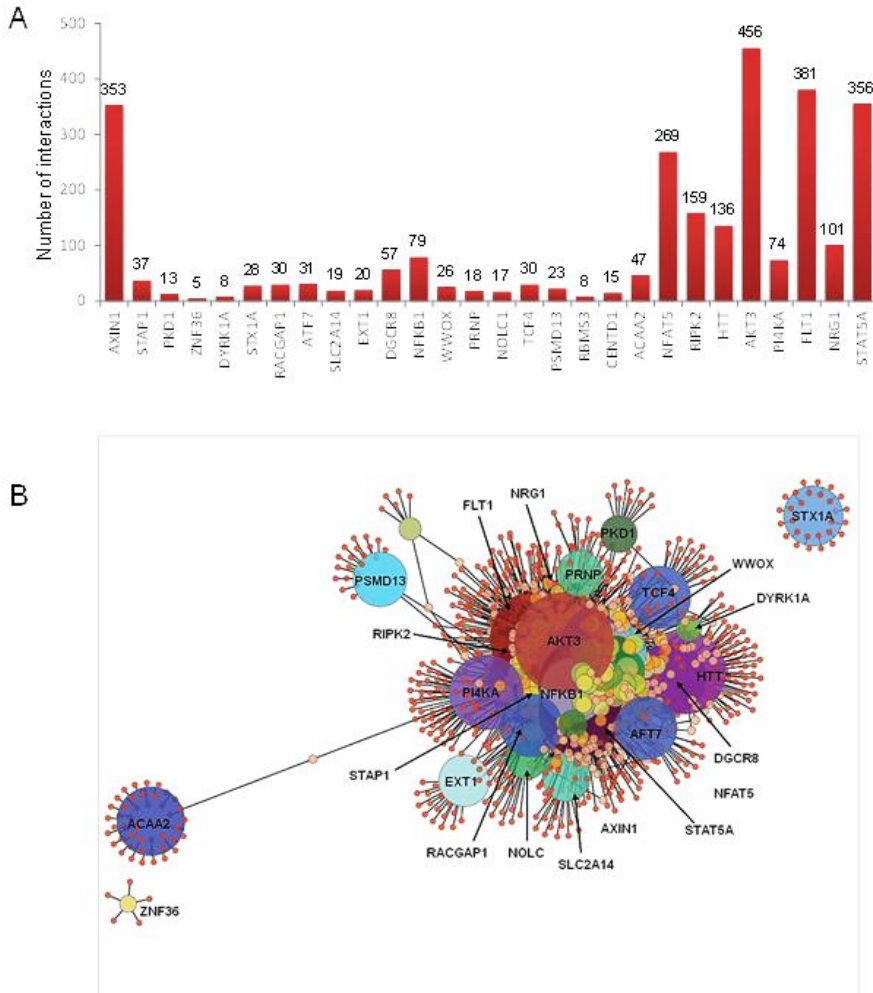 A
Number of interactions
500
400
300
200
100
0
353
37
13
5
8
28
30
31
19
20
57
79
26
18
17
30
23
8
15
47
269
159
136
456
74
381
101
356
AXIN1
STAP1
PKD1
ZNF36
DYRK1A
STX1A
RACGAP1
ATF7
SLC2A14
EXT1
DGCR8
NFKB1
WWOX
PRNP
NOLC1
TCF4
PSMD13
RBMS3
CENTD1
ACAA2
NFAT5
RIPK2
HTT
AKT3
PI4KA
FLT1
NRG1
STAT5A
B
NRG1
FLT1
PKD1
STX1A
PSMD13
PRNP
WWOX
TCF4
DYRK1A
RIPK2
AKT3
HTT
PI4KA
NFKB1
AFT7
DGCR8
STAP1
EXT1
NFAT5
ACAA2
AXIN1
STAT5A
RACGAP1
NOLC
SLC2A14
ZNF36